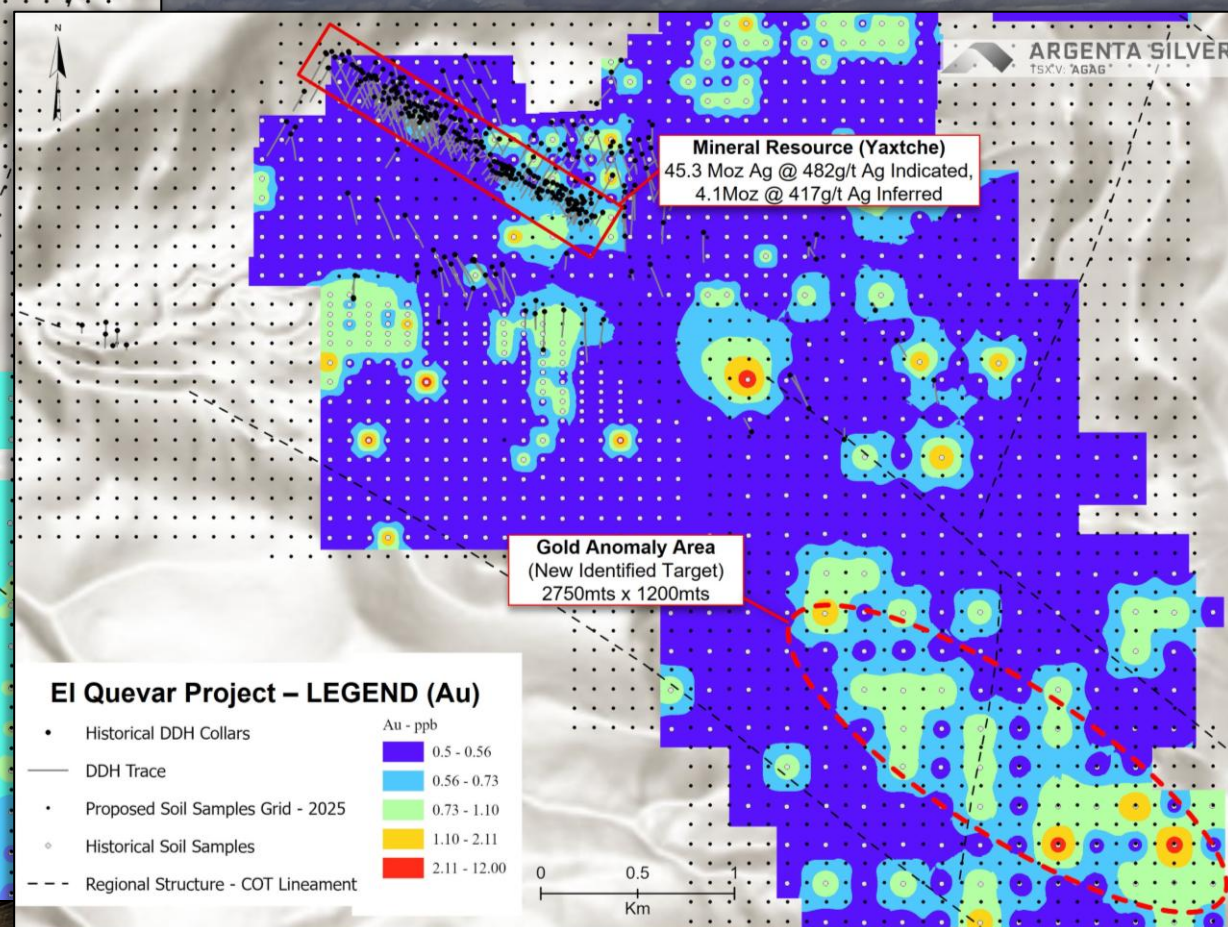 N
ARGENTA SILVER
TSX'V: AGAG
Mineral Resource (Yaxtche)
45.3 Moz Ag @ 482g/t Ag Indicated,
4.1Moz @ 417g/t Ag Inferred
Gold Anomaly Area
(New Identified Target)
2750mts x 1200mts
El Quevar Project – LEGEND (Au)
Historical DDH Collars
DDH Trace
Proposed Soil Samples Grid - 2025
Historical Soil Samples
Regional Structure - COT Lineament
Au - ppb
0.5 - 0.56
0.56 - 0.73
0.73 - 1.10
1.10 - 2.11
2.11 - 12.00
0 0.5 1
Km